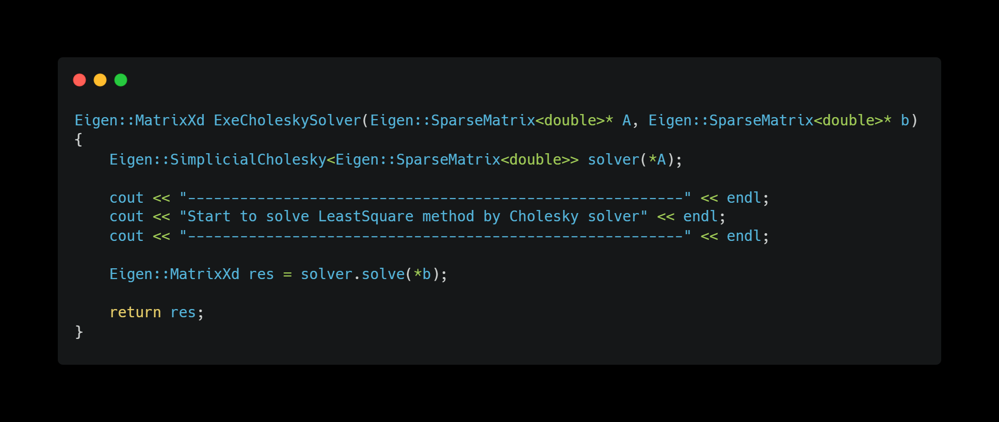 Eigen::MatrixXd ExeCholeskySolver(Eigen::SparseMatrix<double>* A, Eigen::SparseMatrix<double>* b)
{
    Eigen::SimplicialCholesky<Eigen::SparseMatrix<double>> solver(*A);
    cout << "---------------------------------------------------------" << endl;
    cout << "Start to solve LeastSquare method by Cholesky solver" << endl;
    cout << "---------------------------------------------------------" << endl;
    Eigen::MatrixXd res = solver.solve(*b);
    return res;
}